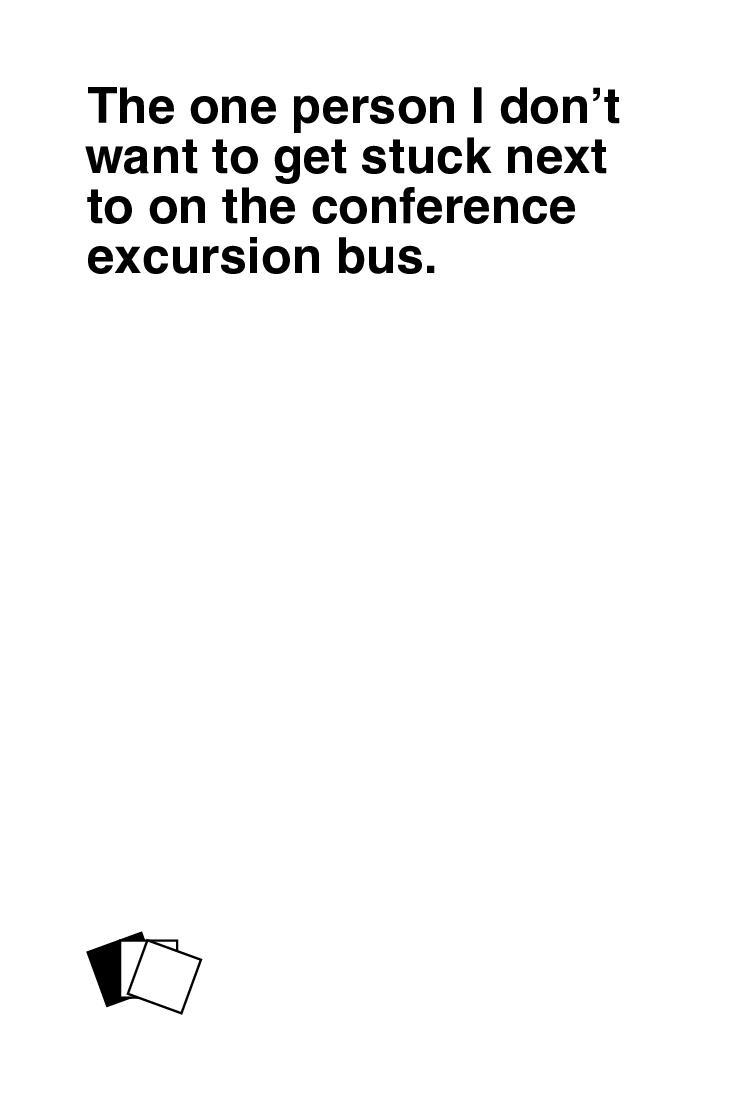 The one person I don’t
want to get stuck next
to on the conference
excursion bus.